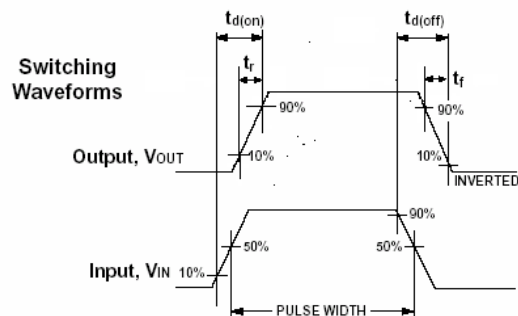 td(on)
td(off)
Switching
Waveforms
tr
tf
90%
90%
Output, VOUT
10%
10%
INVERTED
90%
50%
50%
Input, VIN
10%
PULSE WIDTH